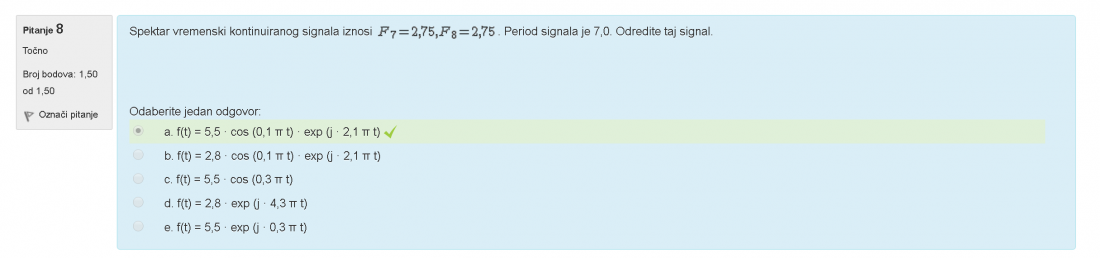 Pitanje 8
Točno
Broj bodova: 1,50
od 1,50
Označi pitanje
Spektar vremenski kontinuiranog signala iznosi F₇=2,75,F₈=2,75 . Period signala je 7,0. Odredite taj signal.
Odaberite jedan odgovor:
a. f(t) = 5,5 · cos (0,1 π t) · exp (j · 2,1 π t)
b. f(t) = 2,8 · cos (0,1 π t) · exp (j · 2,1 π t)
c. f(t) = 5,5 · cos (0,3 π t)
d. f(t) = 2,8 · exp (j · 4,3 π t)
e. f(t) = 5,5 · exp (j · 0,3 π t)